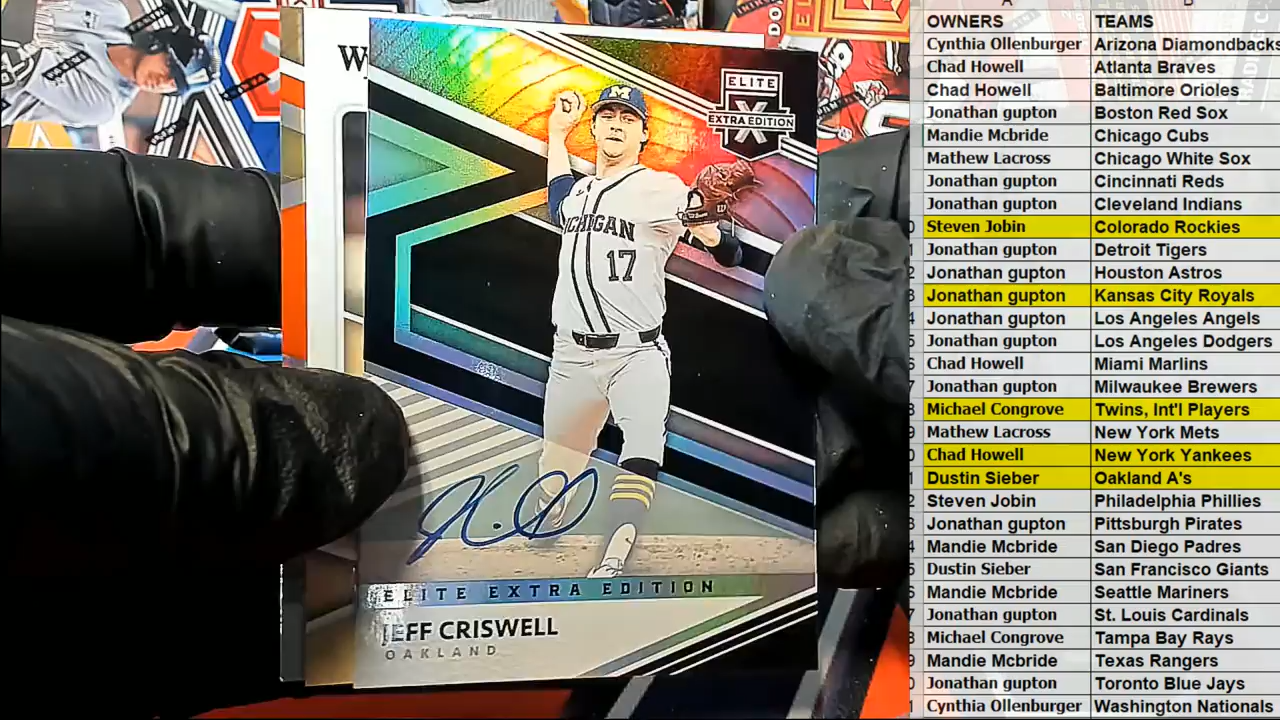 OWNERS TEAMS
Cynthia Ollenburger Arizona Diamondbacks
Chad Howell Atlanta Braves
Chad Howell Baltimore Orioles
Jonathan gupton Boston Red Sox
Mandie Mcbride Chicago Cubs
Mathew Lacross Chicago White Sox
Jonathan gupton Cincinnati Reds
Jonathan gupton Cleveland Indians
Steven Jobin Colorado Rockies
Jonathan gupton Detroit Tigers
Jonathan gupton Houston Astros
Jonathan gupton Kansas City Royals
Jonathan gupton Los Angeles Angels
Jonathan gupton Los Angeles Dodgers
Chad Howell Miami Marlins
Jonathan gupton Milwaukee Brewers
Michael Congrove Twins, Int'l Players
Mathew Lacross New York Mets
Chad Howell New York Yankees
Dustin Sieber Oakland A's
Steven Jobin Philadelphia Phillies
Jonathan gupton Pittsburgh Pirates
Mandie Mcbride San Diego Padres
Dustin Sieber San Francisco Giants
Mandie Mcbride Seattle Mariners
Jonathan gupton St. Louis Cardinals
Michael Congrove Tampa Bay Rays
Mandie Mcbride Texas Rangers
Jonathan gupton Toronto Blue Jays
Cynthia Ollenburger Washington Nationals
W
ELITE
X
EXTRA EDITION
M
MICHIGAN
17
ELITE EXTRA EDITION
JEFF CRISWELL
OAKLAND